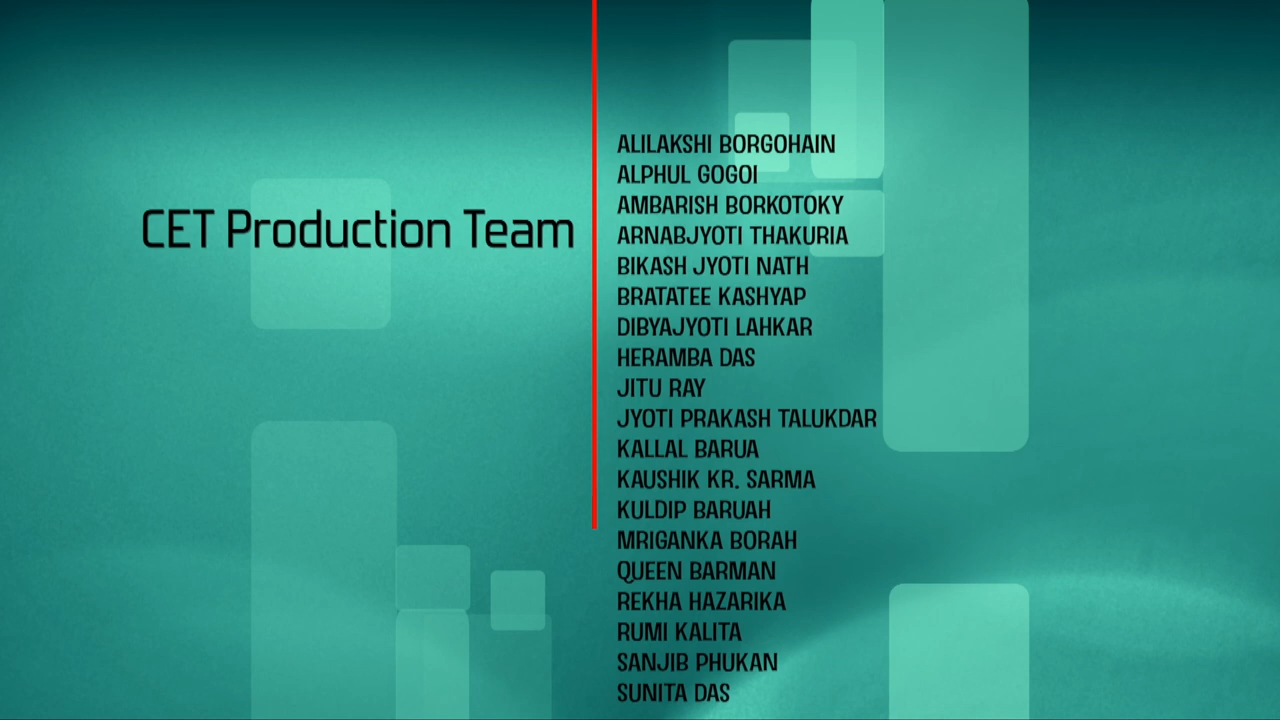 CET Production Team
ALILAKSHI BORGOHAIN
ALPHUL GOGOI
AMBARISH BORKOTOKY
ARNABJYOTI THAKURIA
BIKASH JYOTI NATH
BRATATEE KASHYAP
DIBYAJYOTI LAHKAR
HERAMBA DAS
JITU RAY
JYOTI PRAKASH TALUKDAR
KALLAL BARUA
KAUSHIK KR. SARMA
KULDIP BARUAH
MRIGANKA BORAH
QUEEN BARMAN
REKHA HAZARIKA
RUMI KALITA
SANJIB PHUKAN
SUNITA DAS